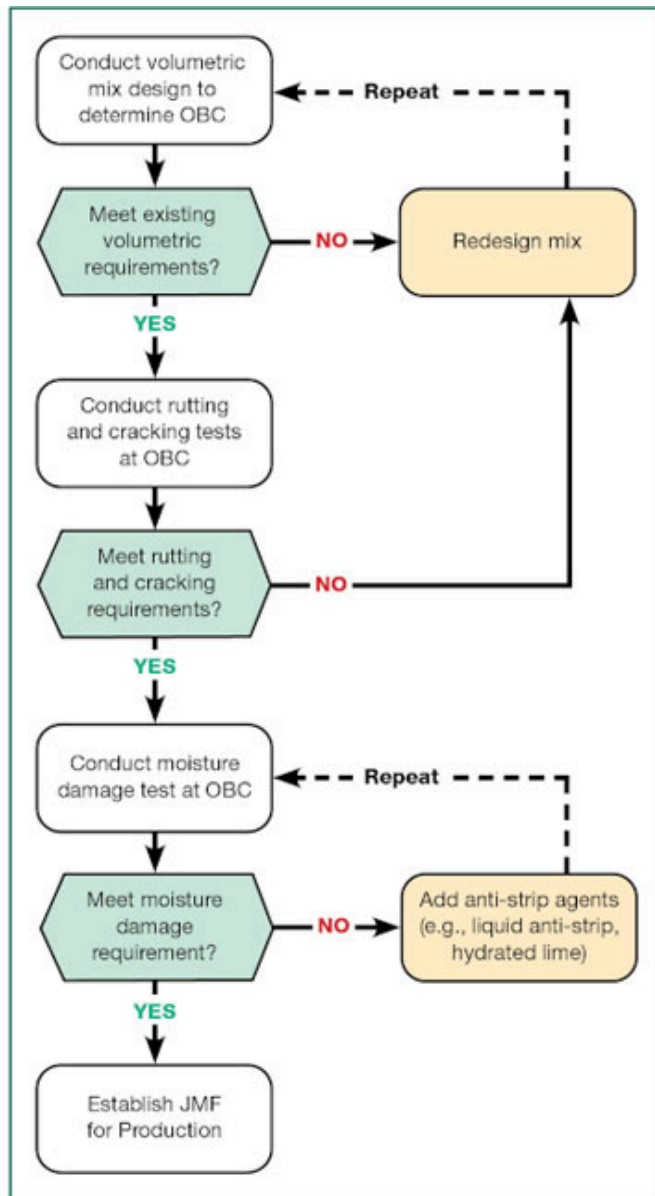 Conduct volumetric
mix design to
determine OBC
Repeat
Meet existing
volumetric
requirements?
NO
Redesign mix
YES
Conduct rutting
and cracking tests
at OBC
Meet rutting
and cracking
requirements?
NO
YES
Conduct moisture
damage test at OBC
Repeat
Meet moisture
damage
requirement?
NO
Add anti-strip agents
(e.g., liquid anti-strip,
hydrated lime)
YES
Establish JMF
for Production